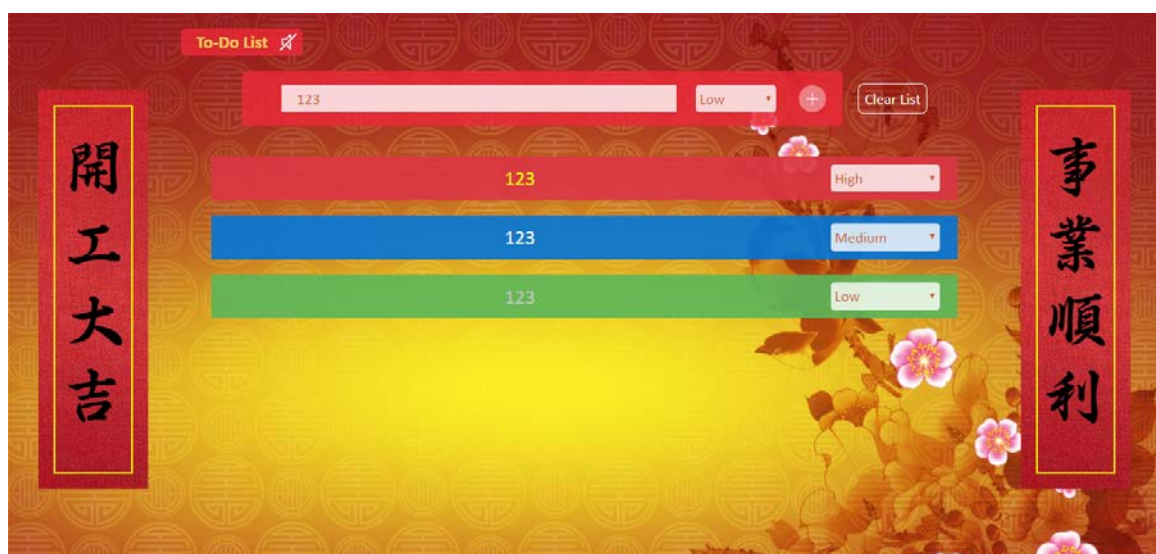 To-Do List
123 Low + Clear List
123 High
123 Medium
123 Low
開工大吉
事業順利